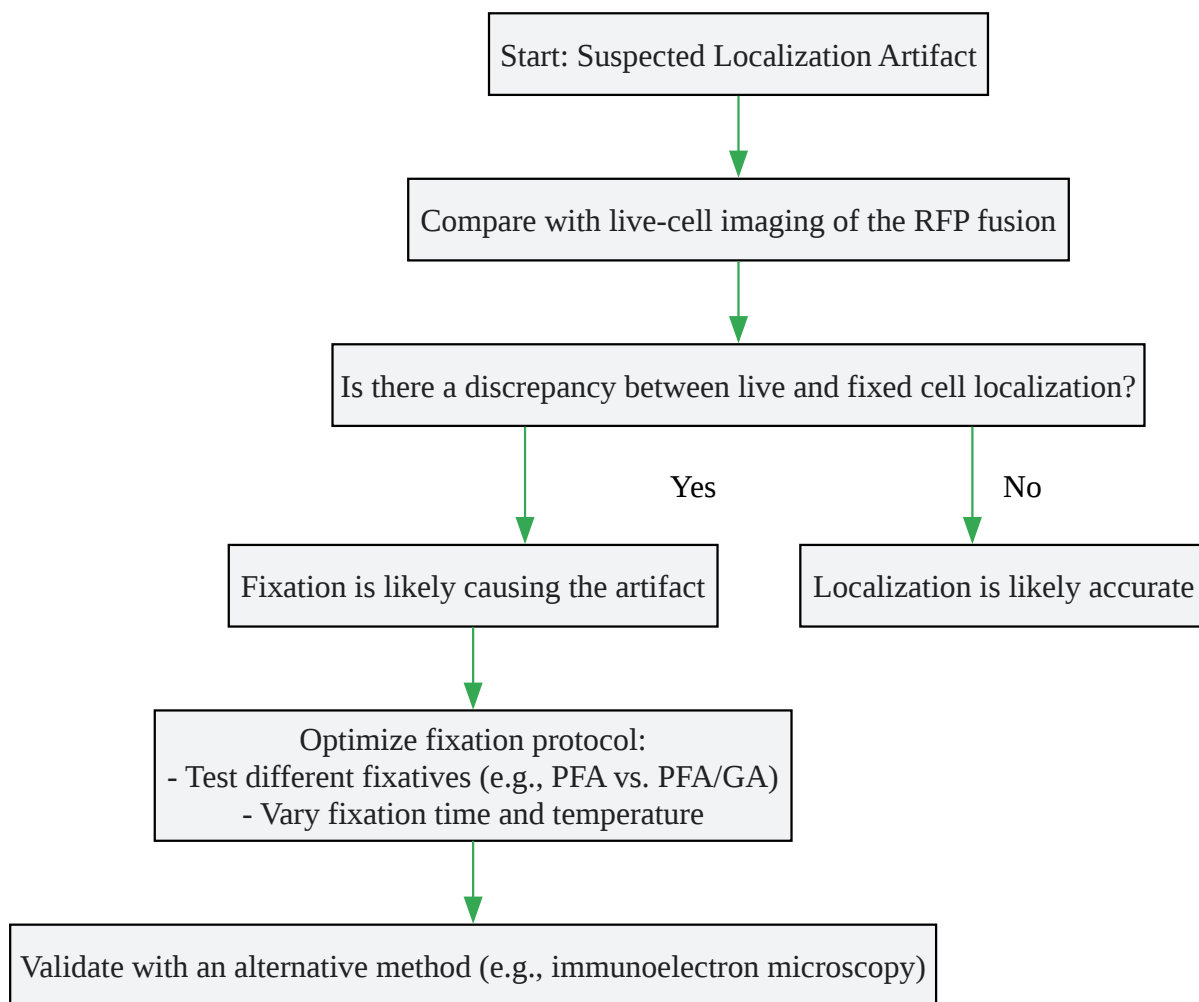 Start: Suspected Localization Artifact
Compare with live-cell imaging of the RFP fusion
Is there a discrepancy between live and fixed cell localization?
Yes
No
Fixation is likely causing the artifact
Localization is likely accurate
Optimize fixation protocol:
- Test different fixatives (e.g., PFA vs. PFA/GA)
- Vary fixation time and temperature
Validate with an alternative method (e.g., immunoelectron microscopy)